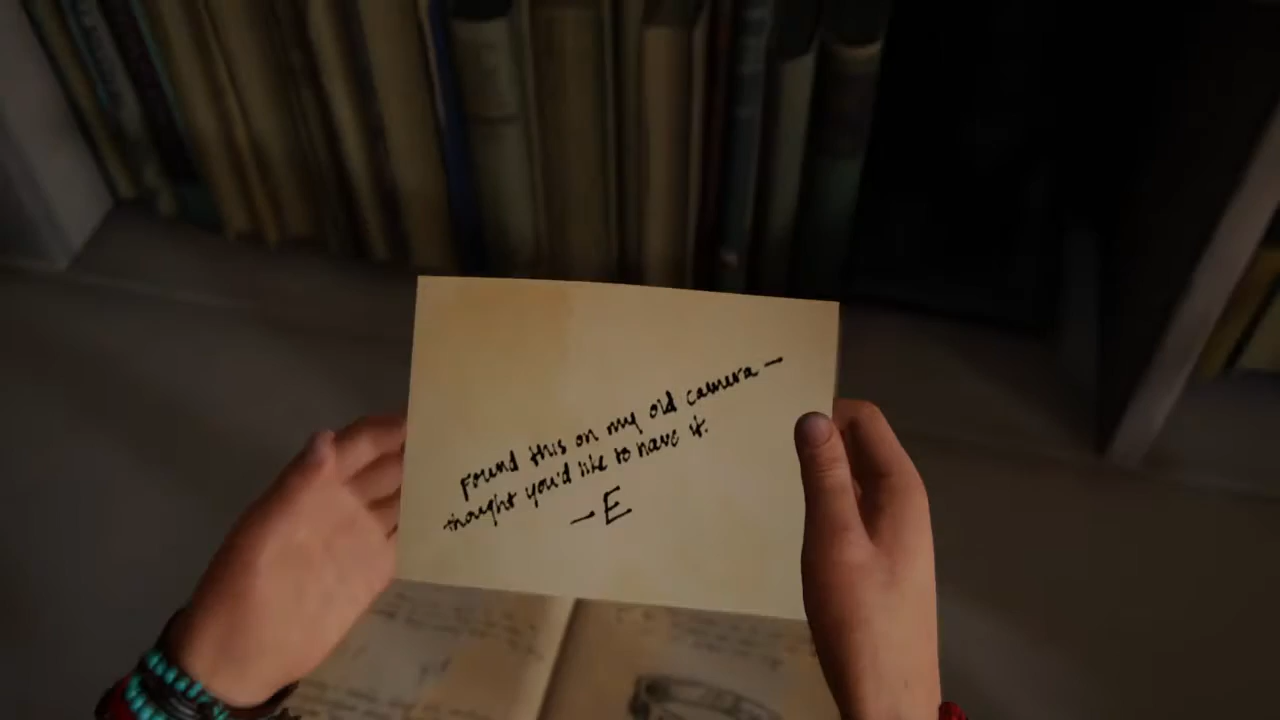 Found this on my old camera —
thought you'd like to have it.
- E